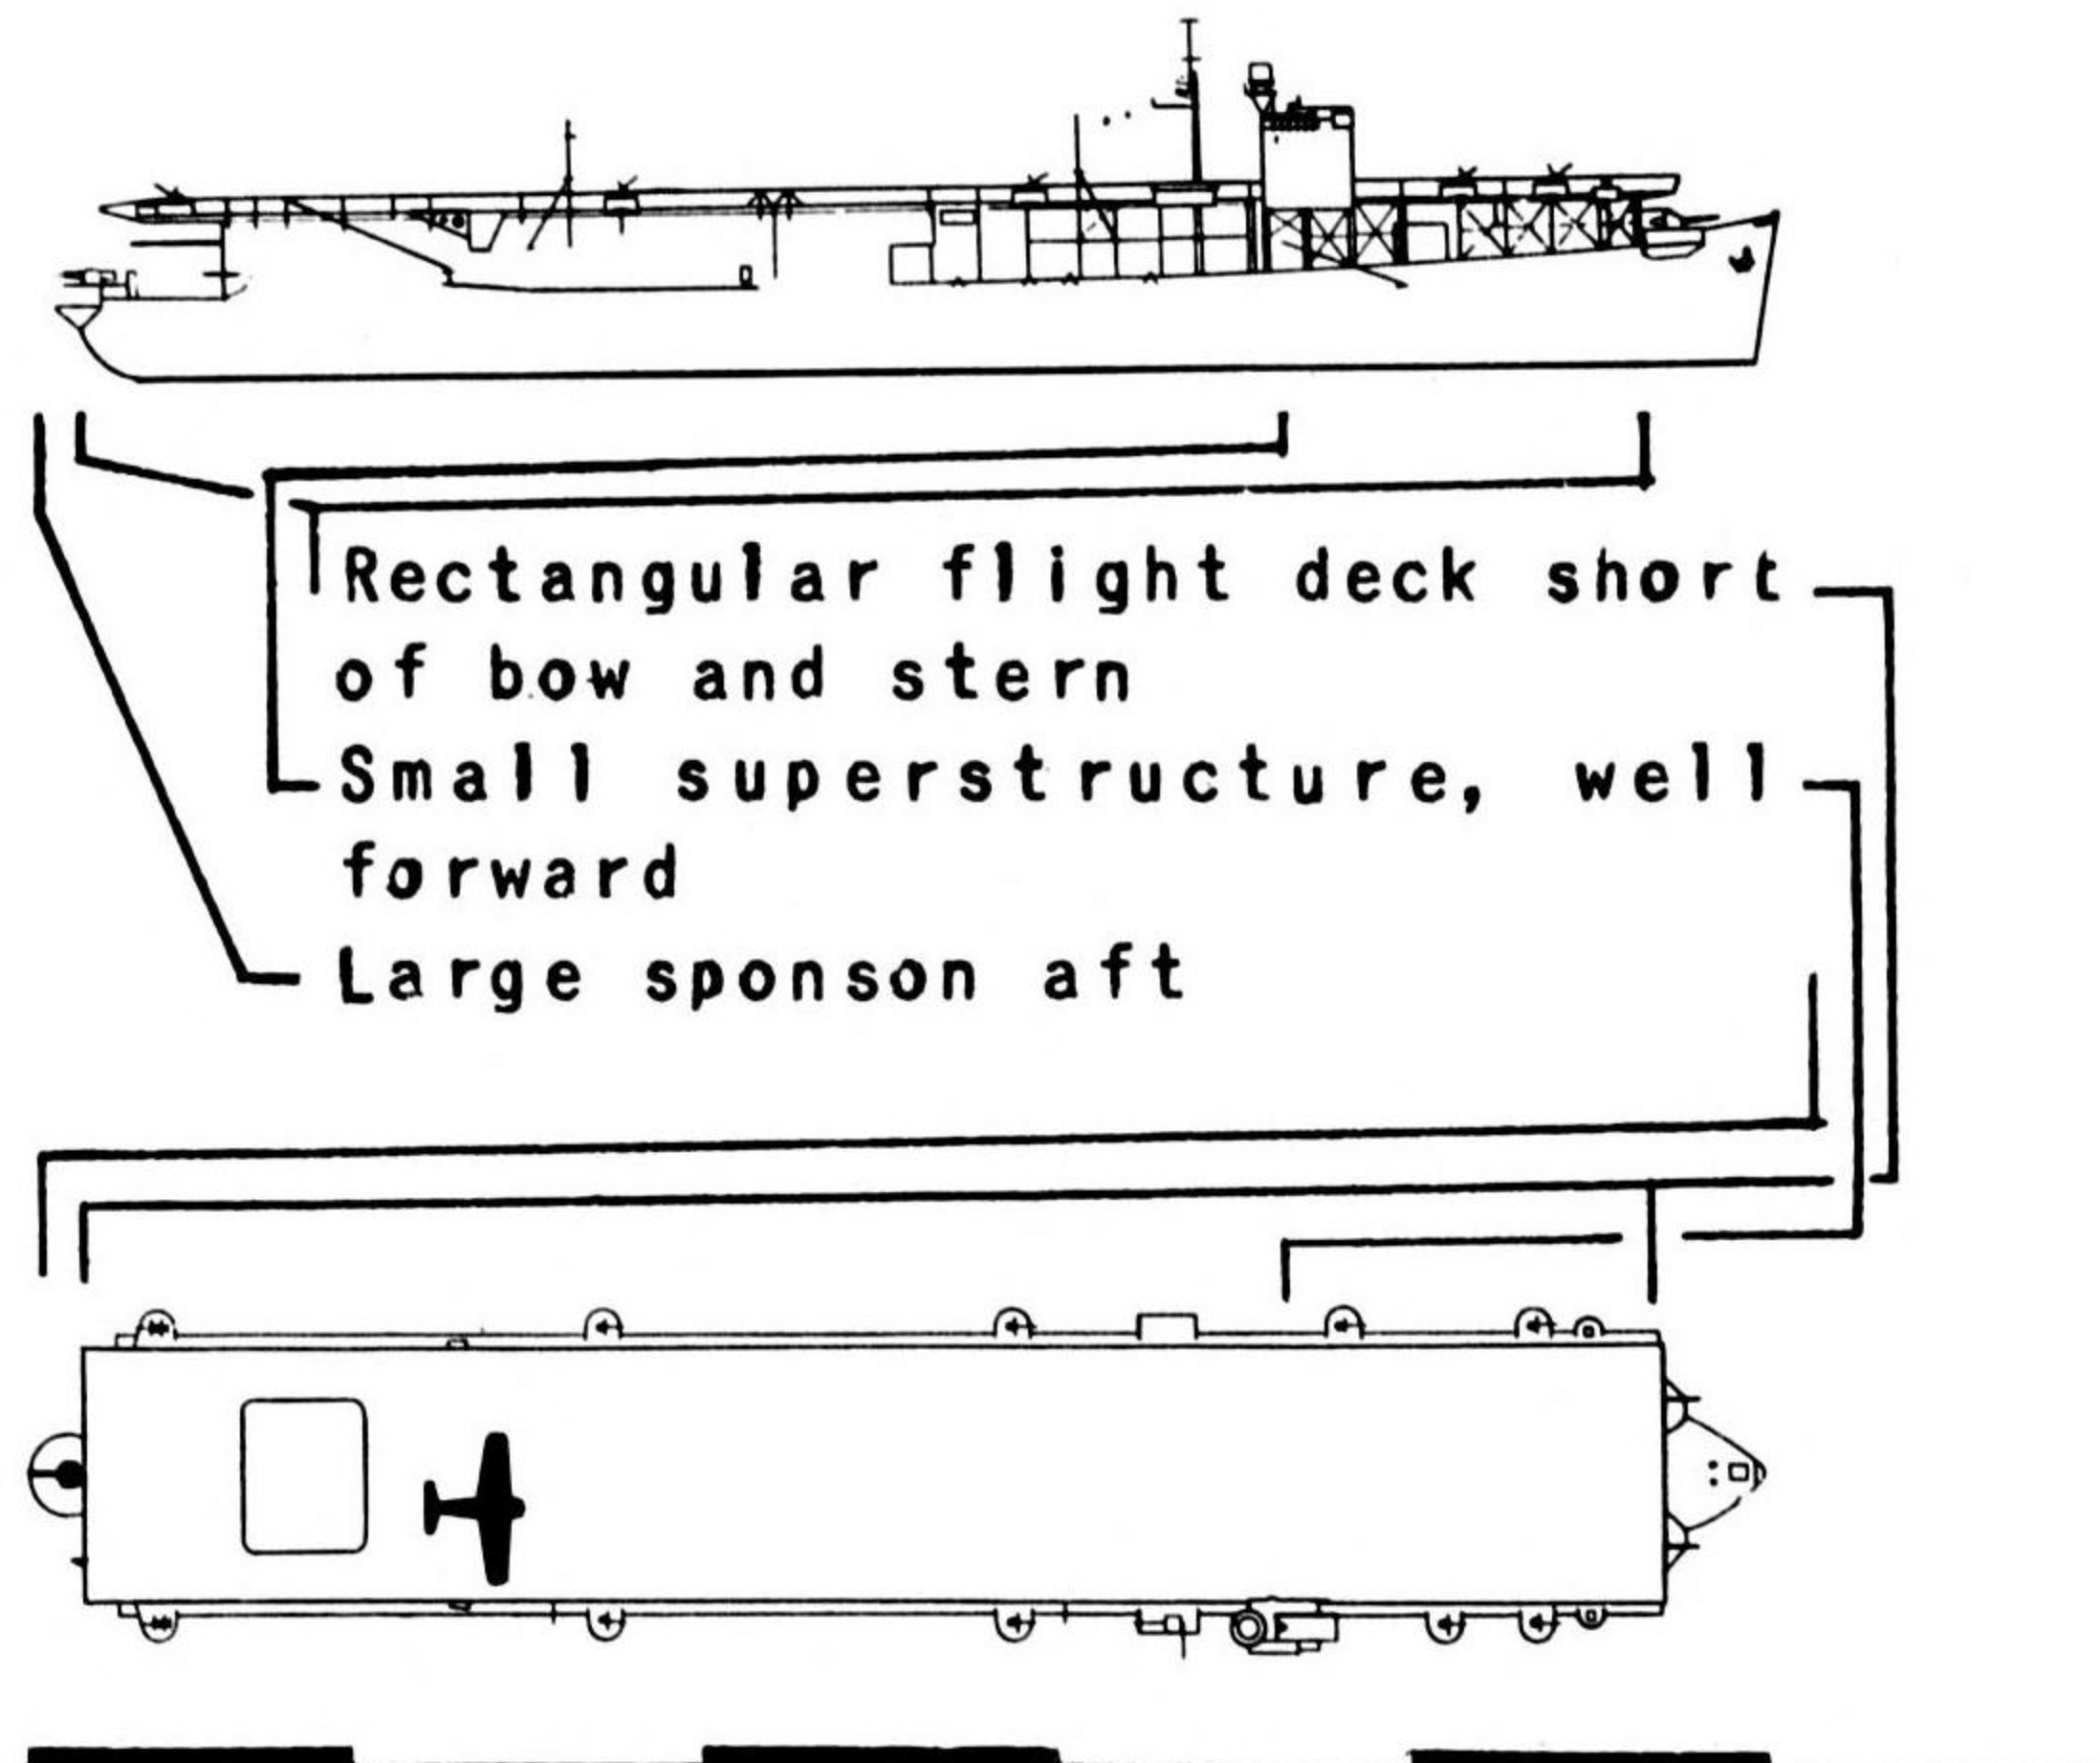 Rectangular flight deck short
of bow and stern
Small superstructure, well
forward
Large sponson aft